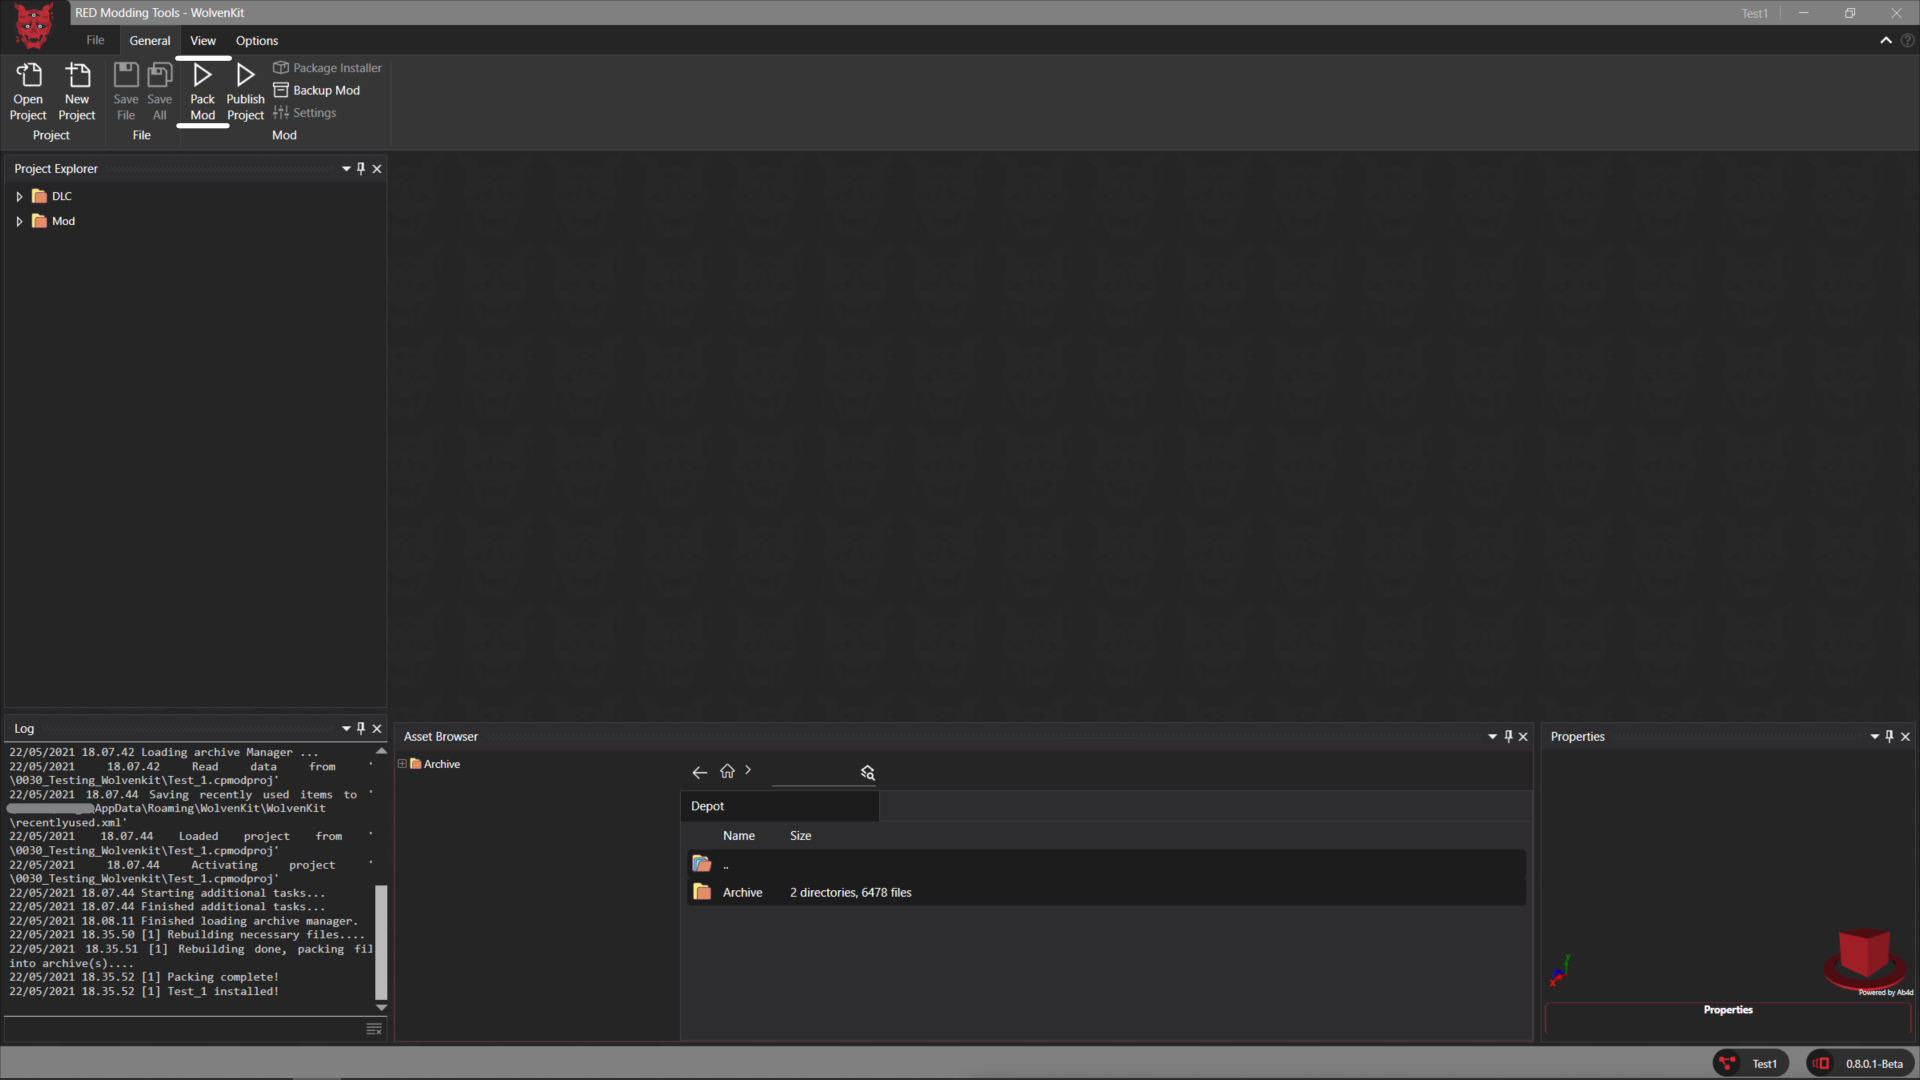 RED Modding Tools - WolvenKit
Test1
File
General
View
Options
Open Project
New Project
Save File
Save All
Pack Mod
Publish Project
Package Installer
Backup Mod
Settings
Project
File
Mod
Project Explorer
DLC
Mod
Log
22/05/2021 18.07.42 Loading archive Manager ...
22/05/2021 18.07.42 Read data from '
\0030_Testing_Wolvenkit\Test_1.cpmodproj'
22/05/2021 18.07.44 Saving recently used items to '
AppData\Roaming\WolvenKit\WolvenKit
\recentlyused.xml'
22/05/2021 18.07.44 Loaded project from '
\0030_Testing_Wolvenkit\Test_1.cpmodproj'
22/05/2021 18.07.44 Activating project '
\0030_Testing_Wolvenkit\Test_1.cpmodproj'
22/05/2021 18.07.44 Starting additional tasks...
22/05/2021 18.07.44 Finished additional tasks...
22/05/2021 18.08.11 Finished loading archive manager.
22/05/2021 18.35.50 [1] Rebuilding necessary files....
22/05/2021 18.35.51 [1] Rebuilding done, packing fil
into archive(s)....
22/05/2021 18.35.52 [1] Packing complete!
22/05/2021 18.35.52 [1] Test_1 installed!
Asset Browser
Archive
Depot
Name Size
..
Archive 2 directories, 6478 files
Properties
Y
X
Powered by Ab4d
Properties
Test1
0.8.0.1-Beta